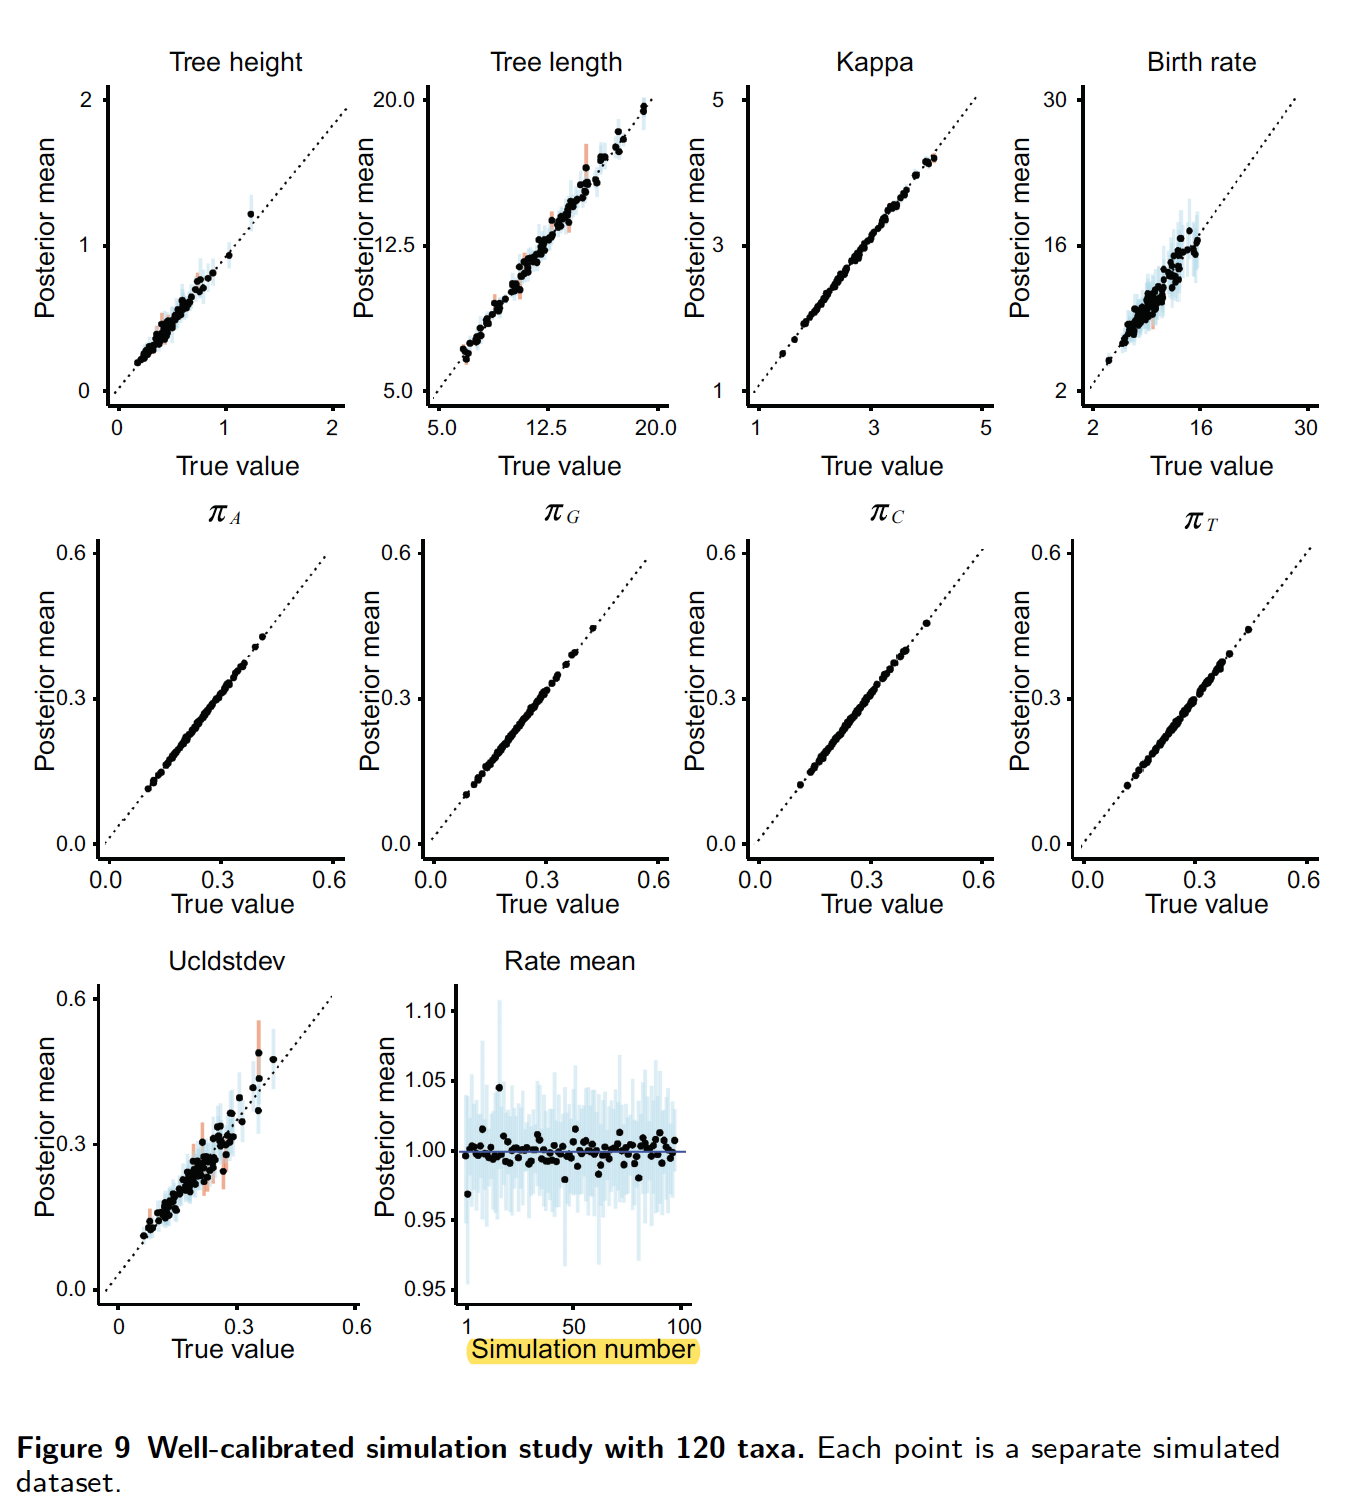 Tree height
Tree length
Kappa
Birth rate
Posterior mean
2
1
0
0 1 2
True value
Posterior mean
20.0
12.5
5.0
5.0 12.5 20.0
True value
Posterior mean
5
3
1
1 3 5
True value
Posterior mean
30
16
2
2 16 30
True value
π A
π G
π C
π T
Posterior mean
0.6
0.3
0.0
0.0 0.3 0.6
True value
Posterior mean
0.6
0.3
0.0
0.0 0.3 0.6
True value
Posterior mean
0.6
0.3
0.0
0.0 0.3 0.6
True value
Posterior mean
0.6
0.3
0.0
0.0 0.3 0.6
True value
Ucldstdev
Rate mean
Posterior mean
0.6
0.3
0.0
0 0.3 0.6
True value
Posterior mean
1.10
1.05
1.00
0.95
0.95
1 50 100
Simulation number
Figure 9 Well-calibrated simulation study with 120 taxa. Each point is a separate simulated
dataset.